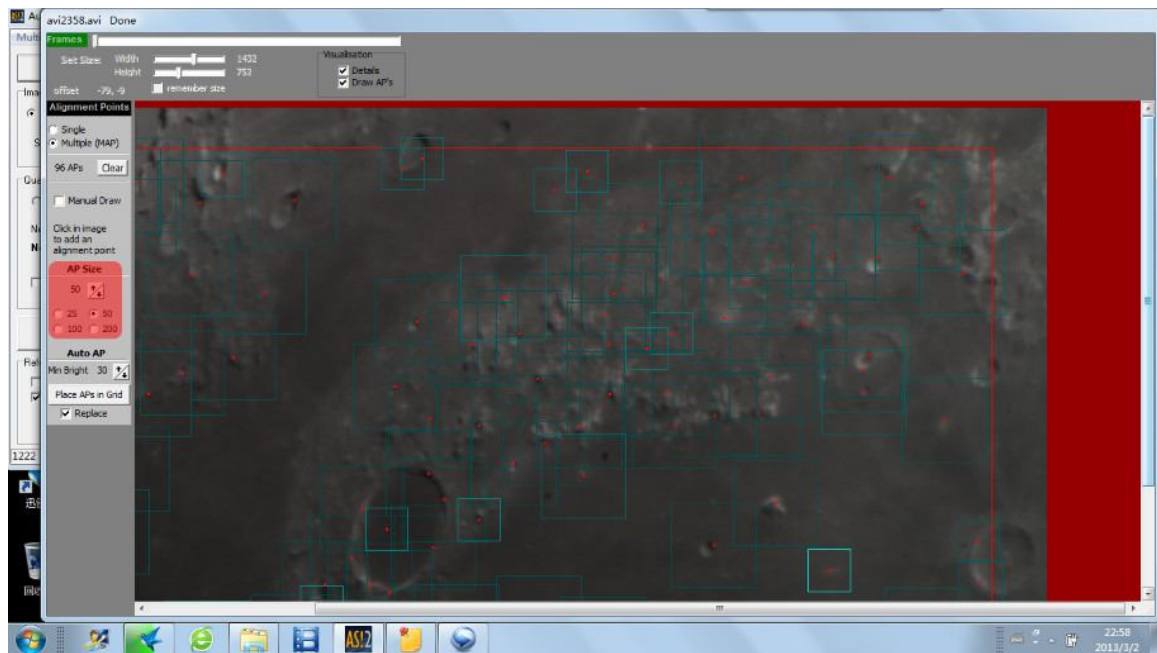 avi2358.avi Done
Frames
Set Size: Width 1432
Height 752
offset -79, -9
remember size
Visualisation
Details
Draw AP's
Alignment Points
Single
Multiple (MAP)
96 APs Clear
Manual Draw
Click in image
to add an
alignment point
AP Size
50
25 50
100 200
Auto AP
Min Bright 30
Place APs in Grid
Replace
1222
AS!2
22:58
2013/3/2